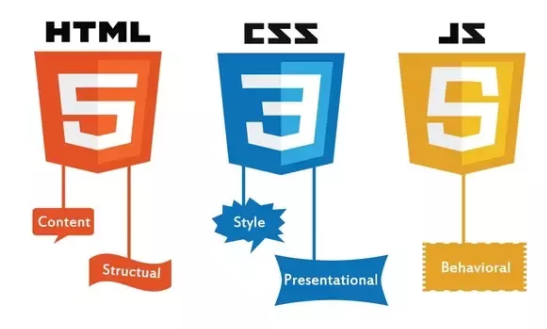 HTML
CSS
JS
5
3
5
Content
Structual
Style
Presentational
Behavioral